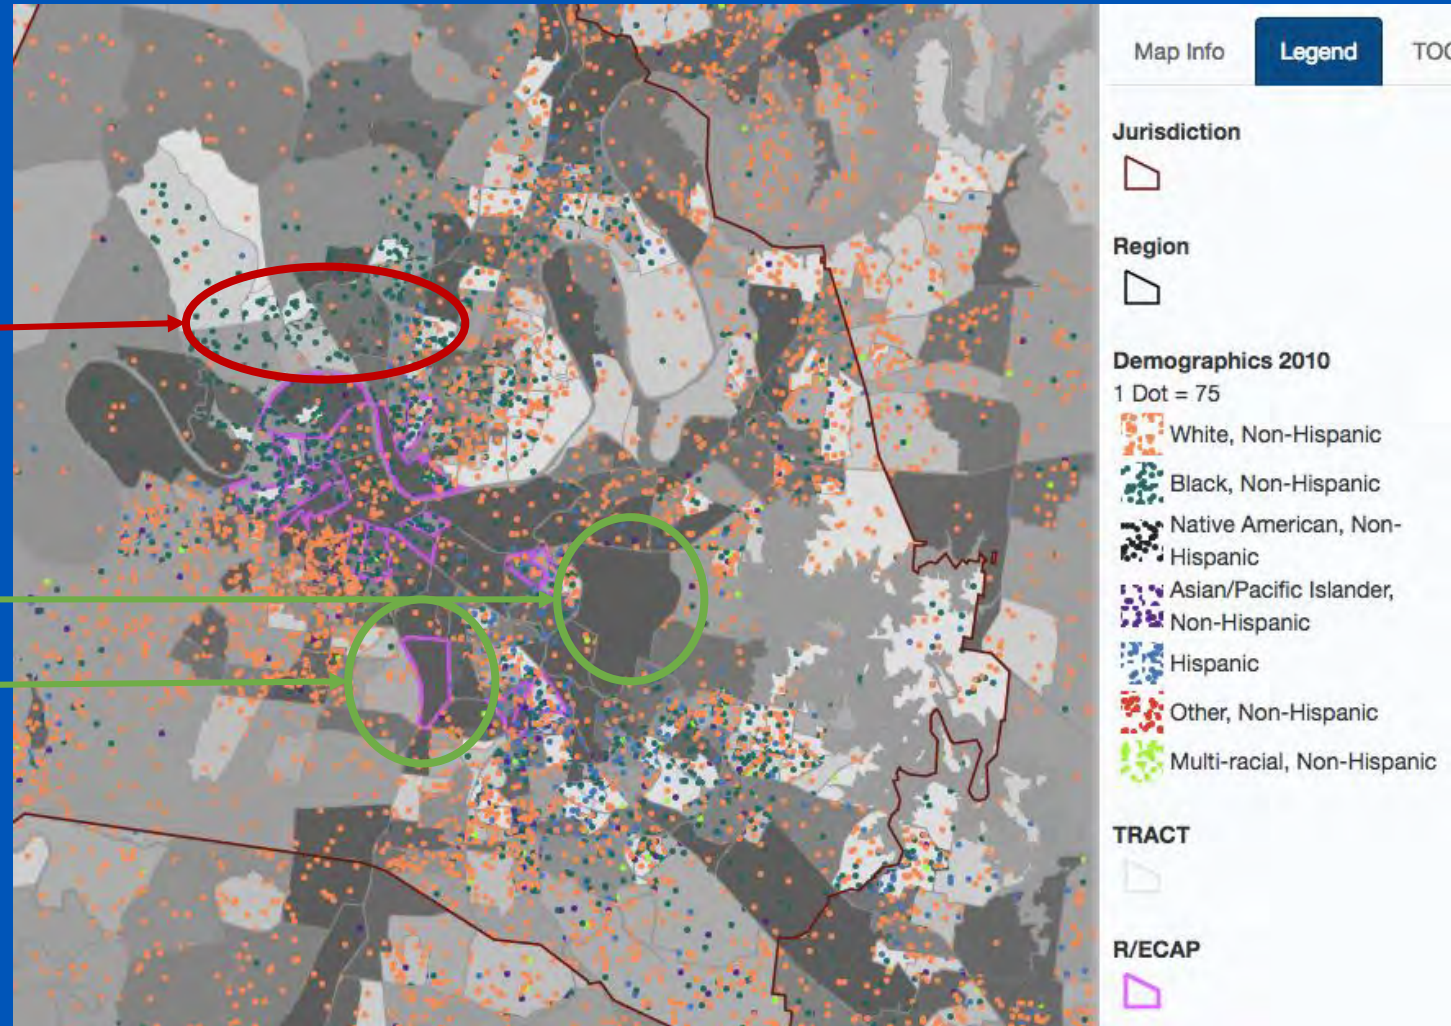 Map Info Legend TOC
Jurisdiction
Region
Demographics 2010
1 Dot = 75
White, Non-Hispanic
Black, Non-Hispanic
Native American, Non-
Hispanic
Asian/Pacific Islander,
Non-Hispanic
Hispanic
Other, Non-Hispanic
Multi-racial, Non-Hispanic
TRACT
R/ECAP